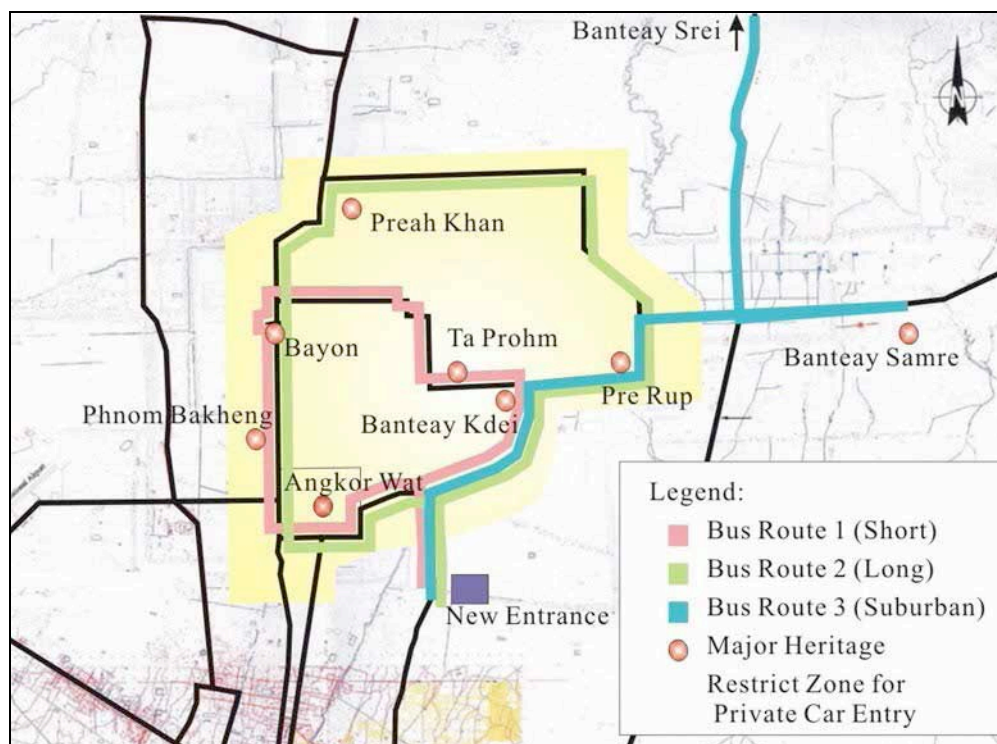 Banteay Srei
N
Preah Khan
Bayon
Ta Prohm
Banteay Samre
Pre Rup
Phnom Bakheng
Banteay Kdei
Angkor Wat
New Entrance
Legend:
Bus Route 1 (Short)
Bus Route 2 (Long)
Bus Route 3 (Suburban)
Major Heritage
Restrict Zone for
Private Car Entry